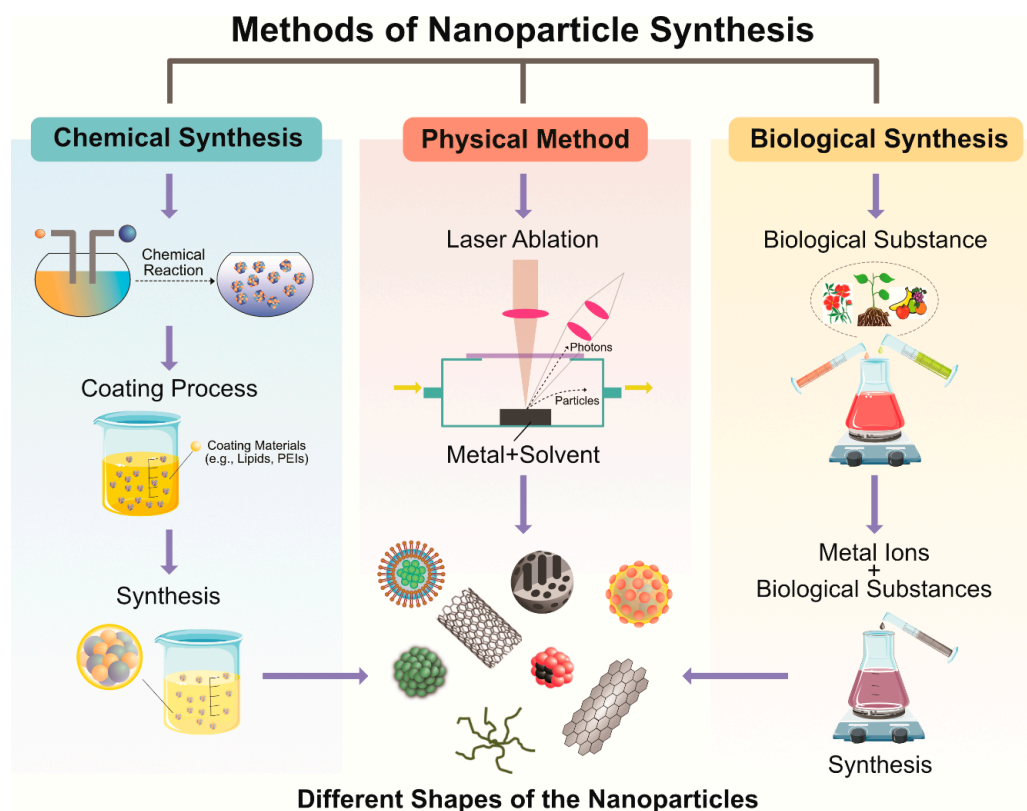 Methods of Nanoparticle Synthesis
Chemical Synthesis
Chemical
Reaction
Coating Process
Coating Materials
(e.g., Lipids, PEIs)
Synthesis
Physical Method
Laser Ablation
Photons
Particles
Metal+Solvent
Biological Synthesis
Biological Substance
Metal Ions
+
Biological Substances
Synthesis
Different Shapes of the Nanoparticles